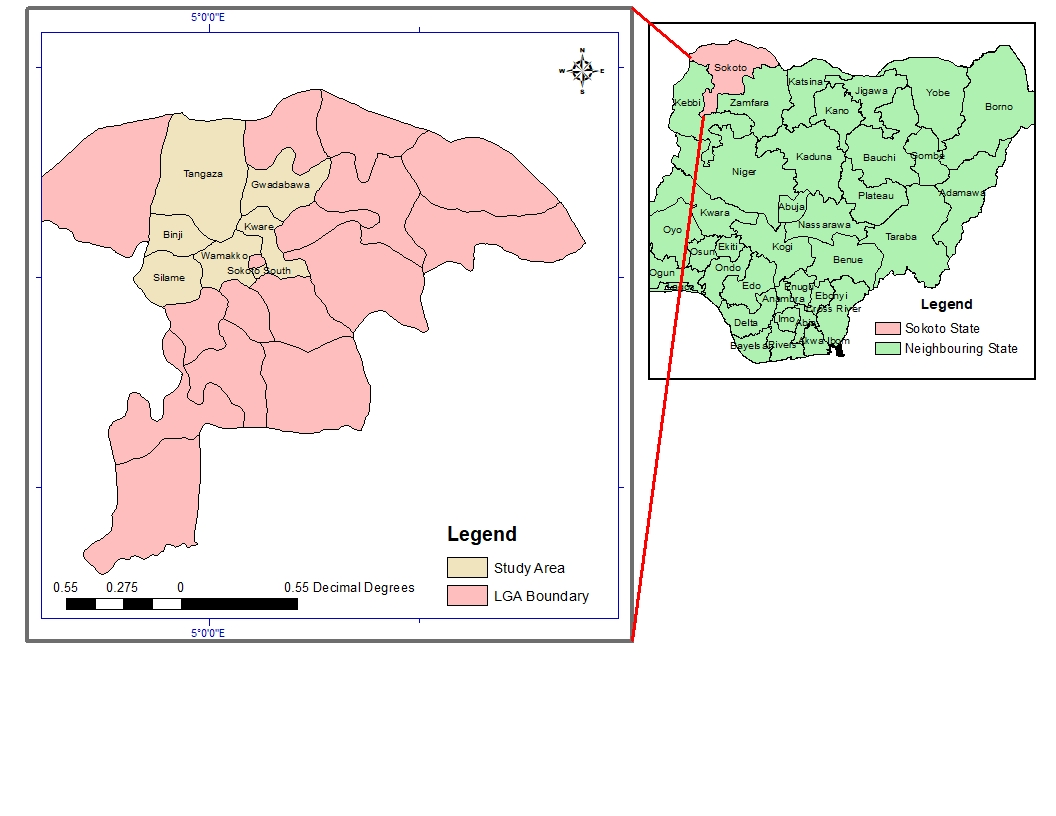 5°0'0"E
N
W E
S
Tangaza
Gwadabawa
Kware
Binji
Wamakko
Sokoto South
Silame
Legend
Study Area
LGA Boundary
0.55 0.275 0 0.55 Decimal Degrees
5°0'0"E
Sokoto
Katsina
Jigawa
Yobe
Borno
Kebbi
Zamfara
Kano
Kaduna
Bauchi
Gombe
Niger
Plateau
Adamawa
Kwara
Abuja
Nassarawa
Oyo
Taraba
Osun
Ekiti
Kogi
Benue
Ogun
Ondo
Edo
Enugu
Anambra
Ebonyi
Cross River
Delta
Imo
Abia
Bayelsa
Rivers
Akwa Ibom
Legend
Sokoto State
Neighbouring State